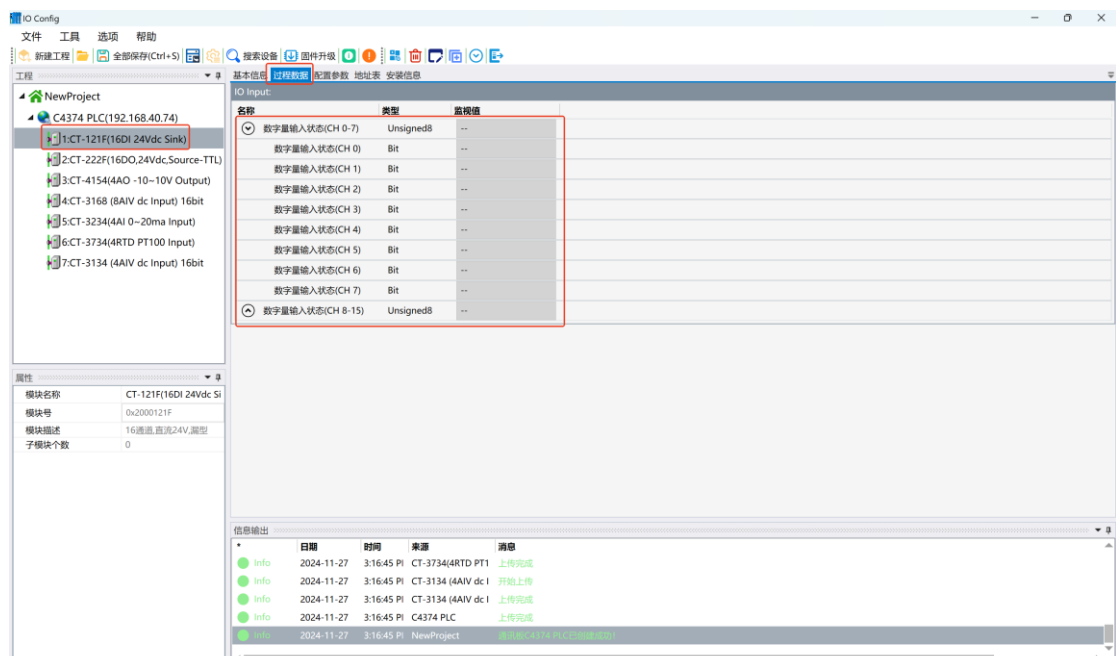 IO Config
文件 工具 选项 帮助
新建工程 全部保存(Ctrl+S) 搜索设备 固件升级
工程
NewProject
C4374 PLC(192.168.40.74)
1:CT-121F(16DI 24Vdc Sink)
2:CT-222F(16DO,24Vdc,Source-TTL)
3:CT-4154(4AO -10~10V Output)
4:CT-3168 (8AIV dc Input) 16bit
5:CT-3234(4AI 0~20ma Input)
6:CT-3734(4RTD PT100 Input)
7:CT-3134 (4AIV dc Input) 16bit
属性
模块名称 CT-121F(16DI 24Vdc Si
模块号 0x2000121F
模块描述 16通道,直流24V,漏型
子模块个数 0
基本信息 过程数据 配置参数 地址表 安装信息
IO Input:
名称 类型 监视值
数字量输入状态(CH 0-7) Unsigned8 --
数字量输入状态(CH 0) Bit --
数字量输入状态(CH 1) Bit --
数字量输入状态(CH 2) Bit --
数字量输入状态(CH 3) Bit --
数字量输入状态(CH 4) Bit --
数字量输入状态(CH 5) Bit --
数字量输入状态(CH 6) Bit --
数字量输入状态(CH 7) Bit --
数字量输入状态(CH 8-15) Unsigned8 --
信息输出
* 日期 时间 来源 消息
Info 2024-11-27 3:16:45 PI CT-3734(4RTD PT1 上传完成
Info 2024-11-27 3:16:45 PI CT-3134 (4AIV dc I 开始上传
Info 2024-11-27 3:16:45 PI CT-3134 (4AIV dc I 上传完成
Info 2024-11-27 3:16:45 PI C4374 PLC 上传完成
Info 2024-11-27 3:16:45 PI NewProject 通讯板C4374 PLC已创建成功!